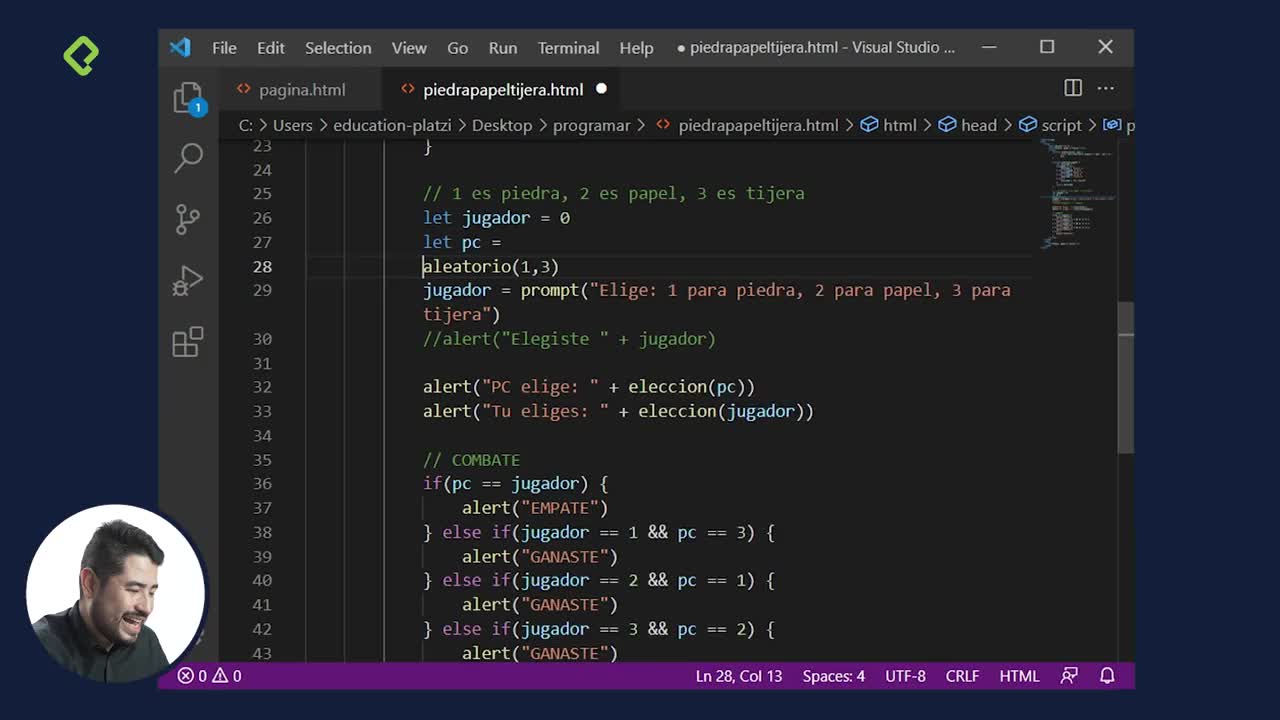 File Edit Selection View Go Run Terminal Help ● piedrapapeltijera.html - Visual Studio ...
1
pagina.html piedrapapeltijera.html
C: > Users > education-platzi > Desktop > programar > piedrapapeltijera.html > html > head > script > p
23 }
24
25 // 1 es piedra, 2 es papel, 3 es tijera
26 let jugador = 0
27 let pc =
28 aleatorio(1,3)
29 jugador = prompt("Elige: 1 para piedra, 2 para papel, 3 para
tijera")
30 //alert("Elegiste " + jugador)
31
32 alert("PC elige: " + eleccion(pc))
33 alert("Tu eliges: " + eleccion(jugador))
34
35 // COMBATE
36 if(pc == jugador) {
37 alert("EMPATE")
38 } else if(jugador == 1 && pc == 3) {
39 alert("GANASTE")
40 } else if(jugador == 2 && pc == 1) {
41 alert("GANASTE")
42 } else if(jugador == 3 && pc == 2) {
43 alert("GANASTE")
0 0 Ln 28, Col 13 Spaces: 4 UTF-8 CRLF HTML